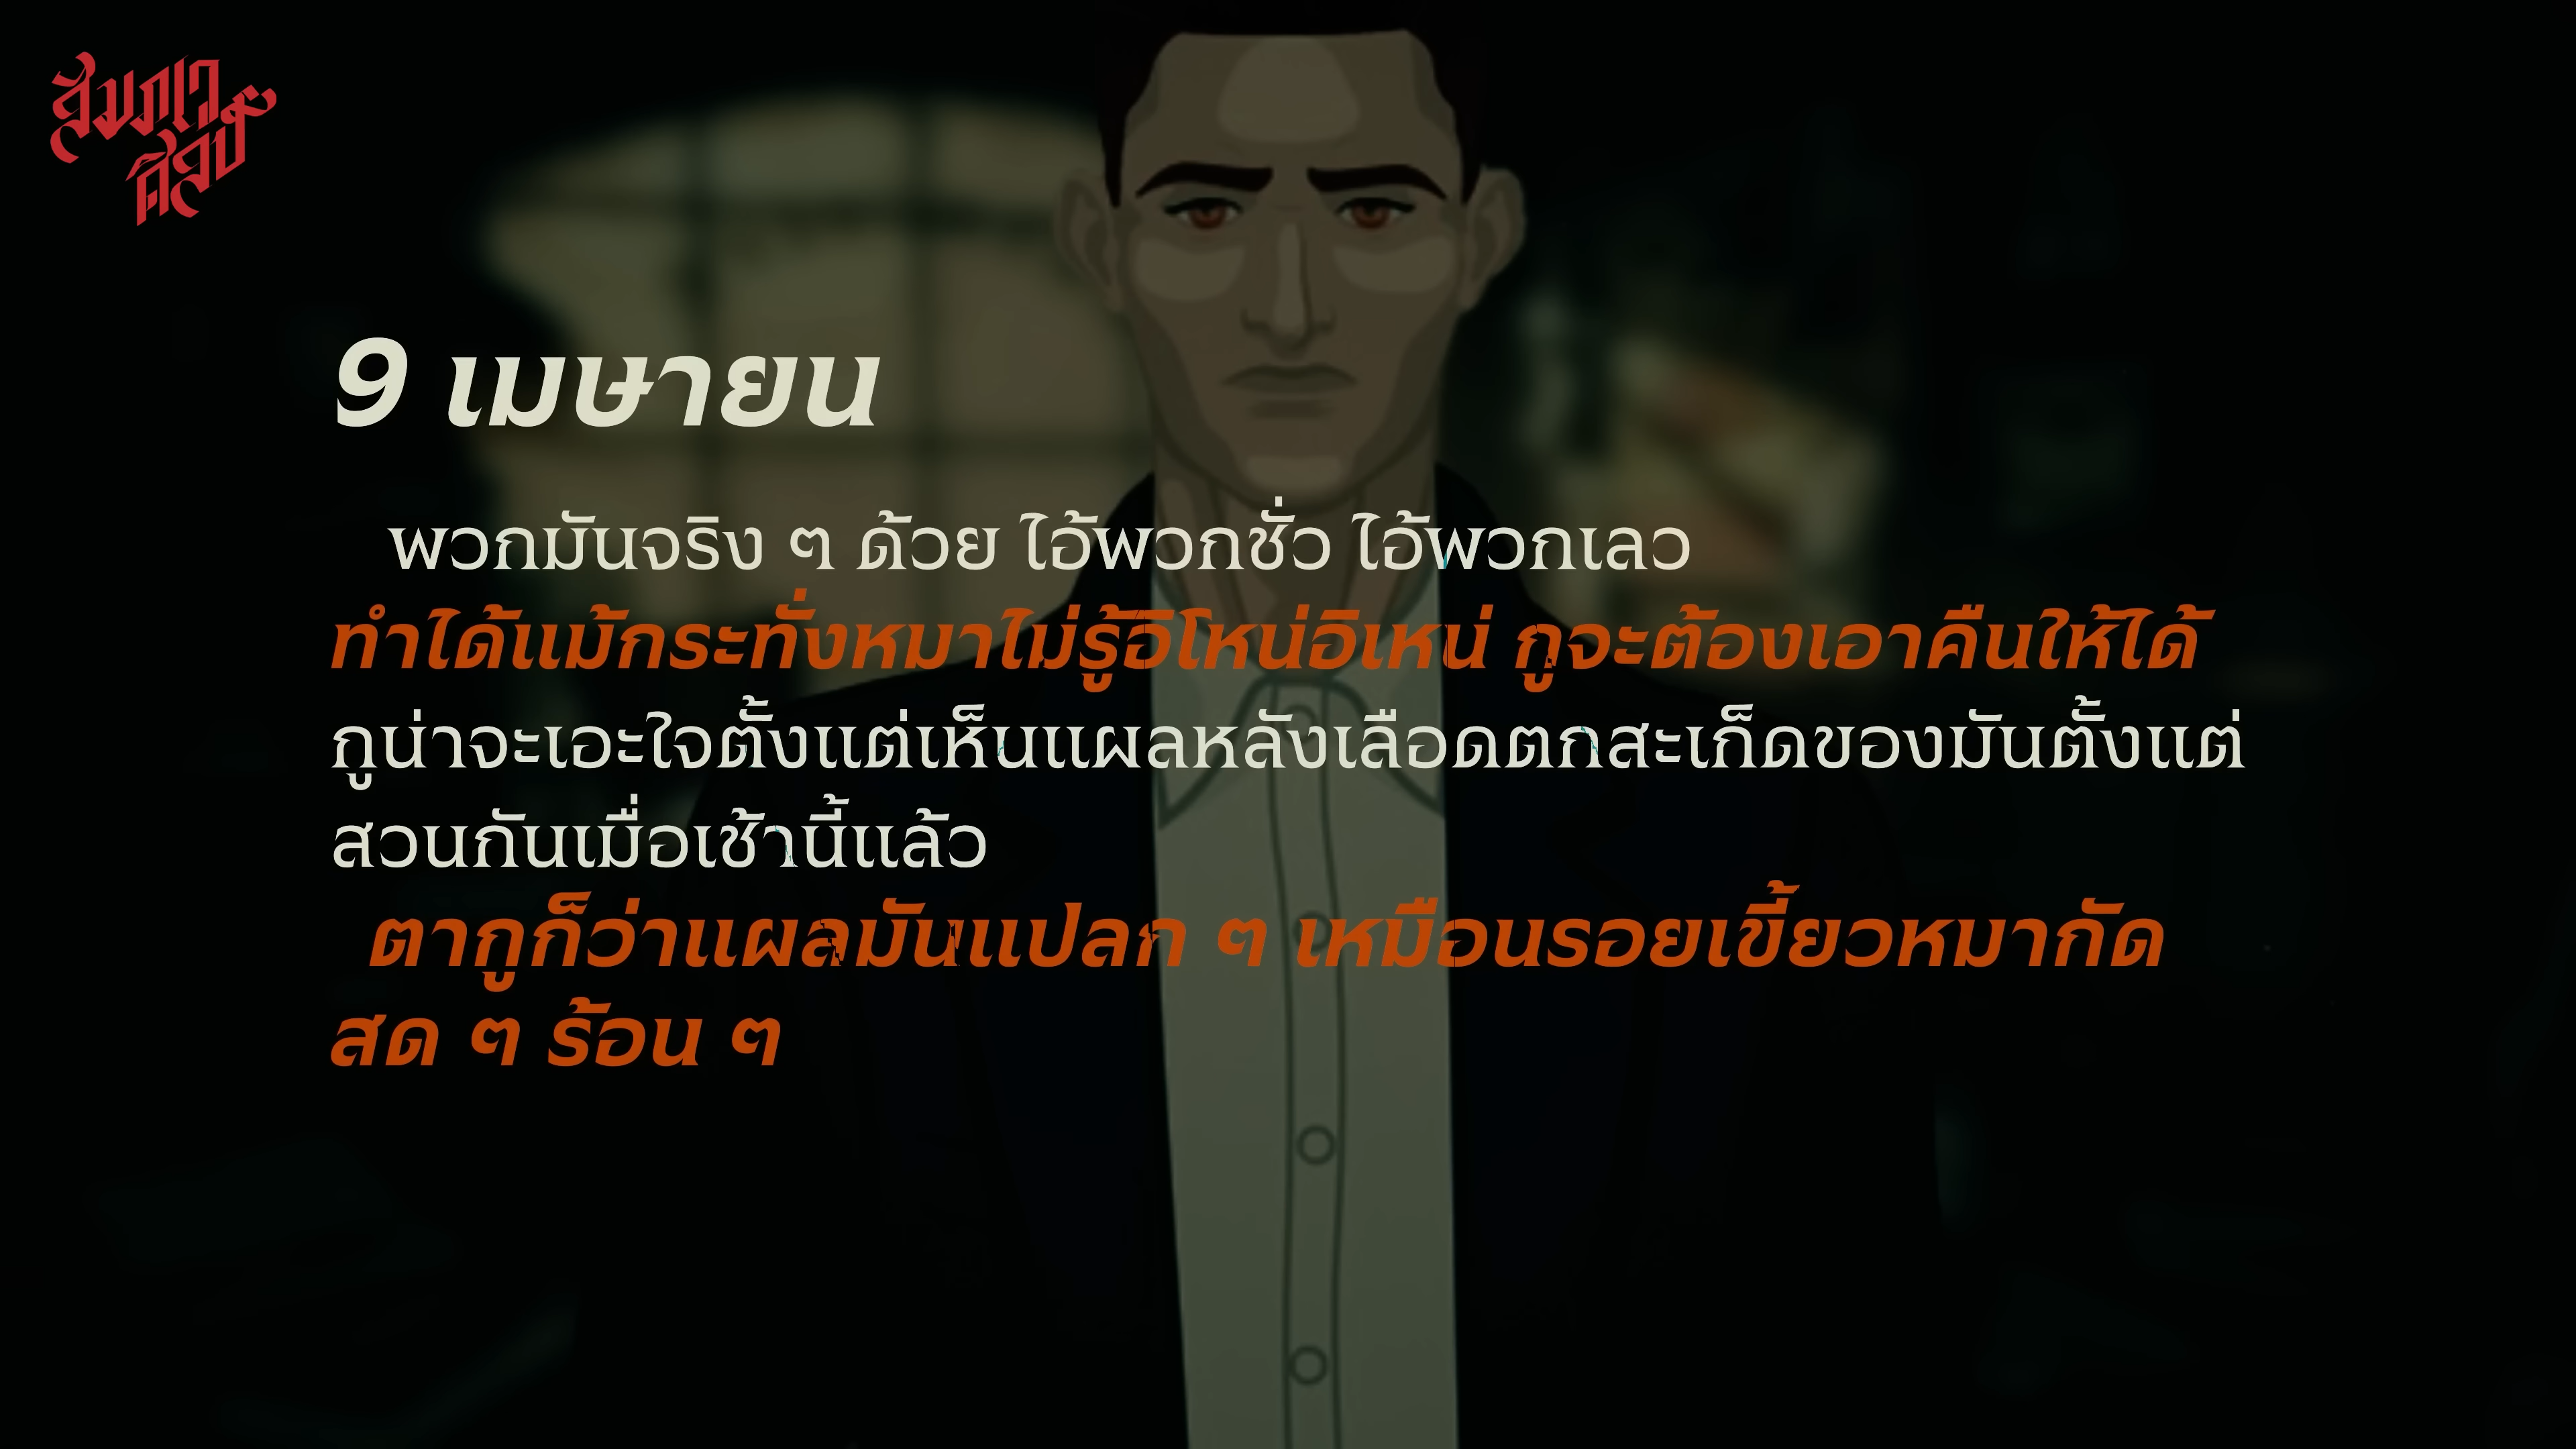 สัมภเวศิลป์
9 เมษายน
พวกมันจริง ๆ ด้วย ไอ้พวกชั่ว ไอ้พวกเลว
ทำได้แม้กระทั่งหมาไม่รู้อิโหน่อิเหน่ กูจะต้องเอาคืนให้ได้
กูน่าจะเอะใจตั้งแต่เห็นแผลหลังเลือดตกสะเก็ดของมันตั้งแต่
สวนกันเมื่อเช้านี้แล้ว
ตากูก็ว่าแผลมันแปลก ๆ เหมือนรอยเขี้ยวหมากัด
สด ๆ ร้อน ๆ